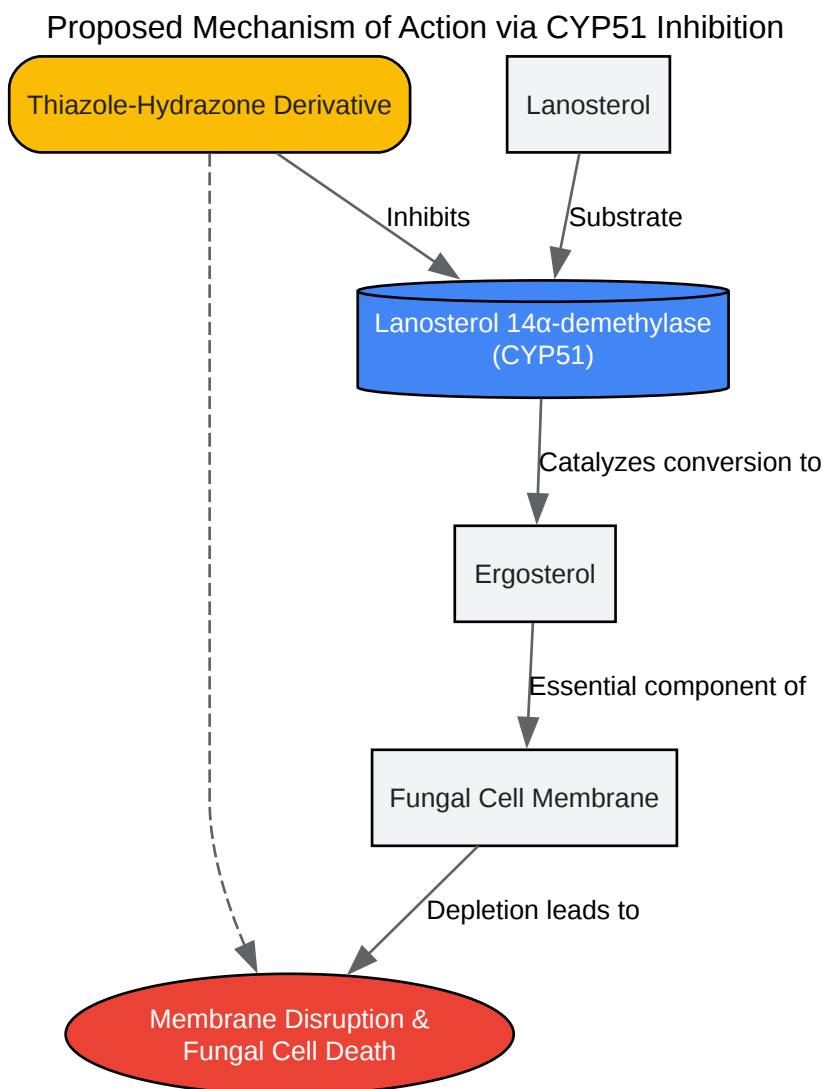 Proposed Mechanism of Action via CYP51 Inhibition
Thiazole-Hydrazone Derivative
Lanosterol
Inhibits
Substrate
Lanosterol 14α-demethylase
(CYP51)
Catalyzes conversion to
Ergosterol
Essential component of
Fungal Cell Membrane
Depletion leads to
Membrane Disruption &
Fungal Cell Death